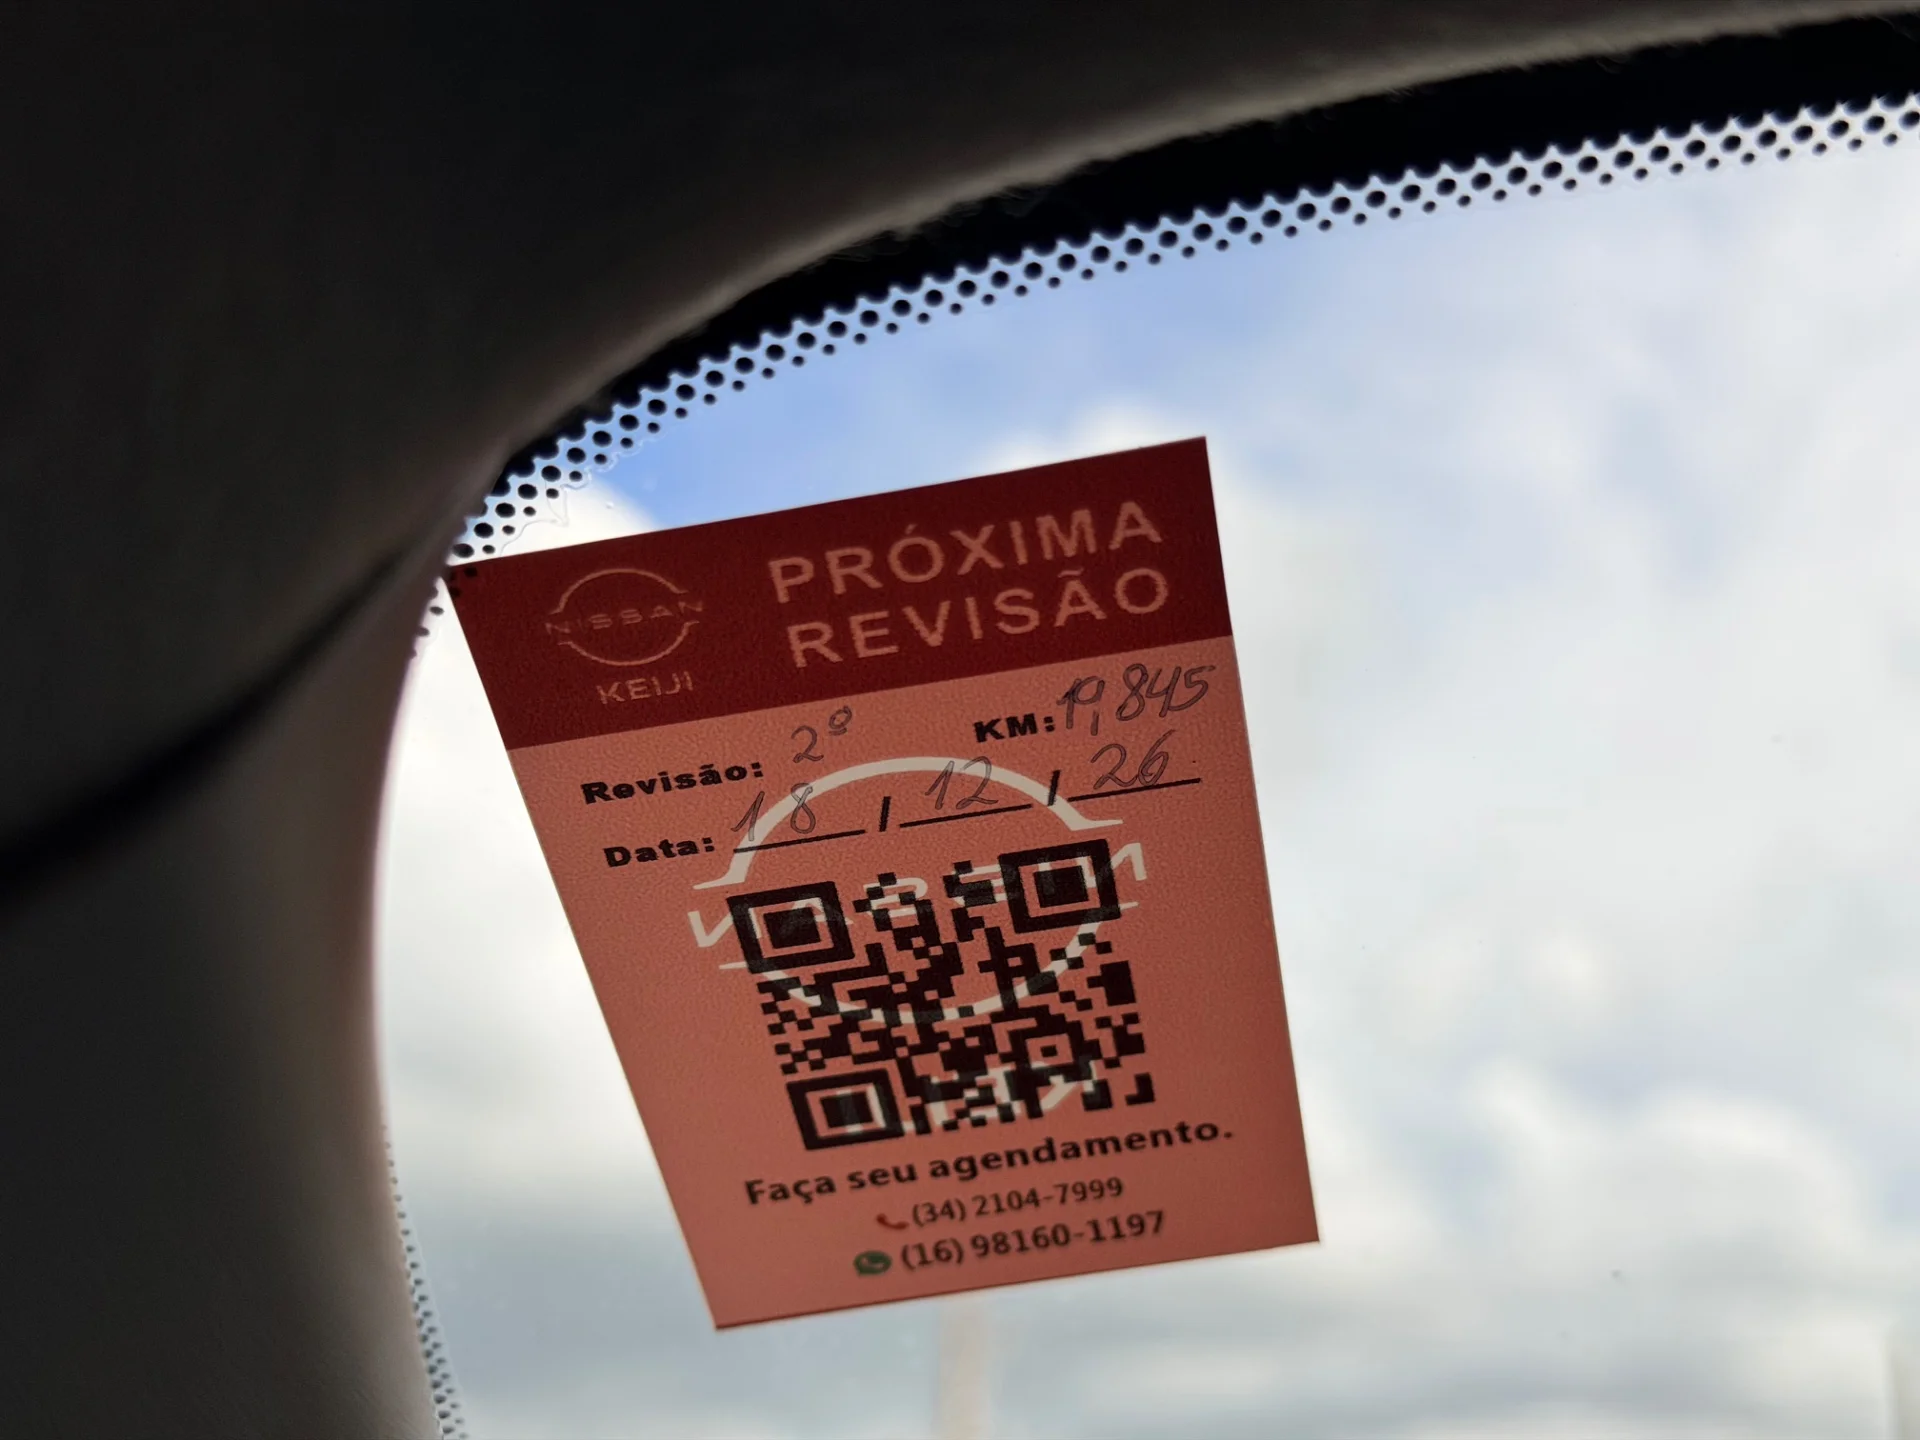 NISSAN
KEIJI
PRÓXIMA
REVISÃO
Revisão: 2º KM: 19,845
Data: 18 / 12 / 26
NISSAN
Faça seu agendamento.
(34) 2104-7999
(16) 98160-1197